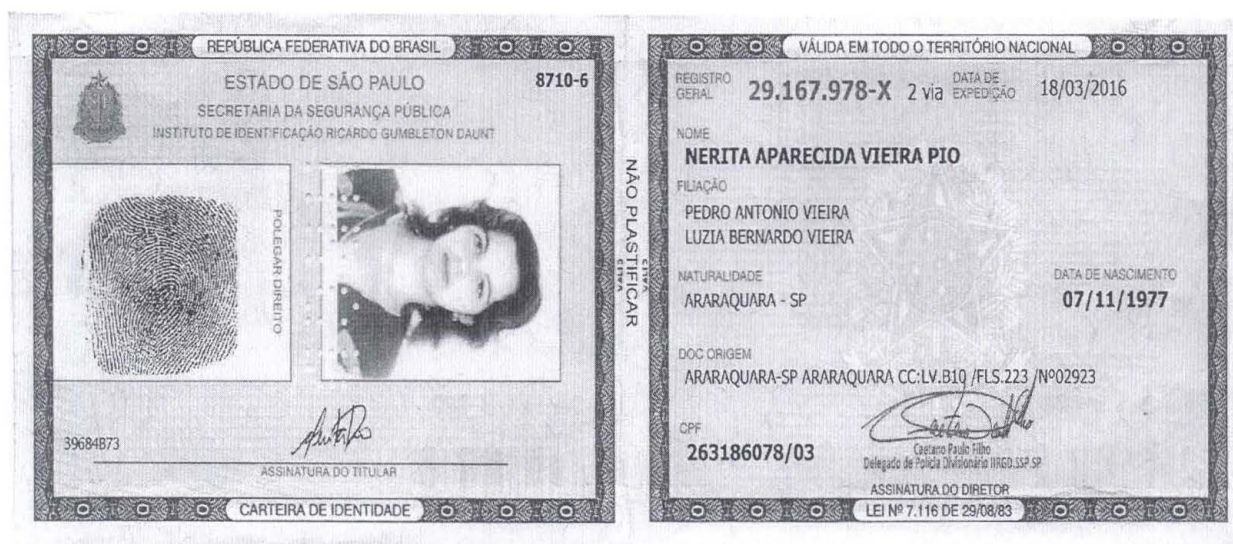 REPÚBLICA FEDERATIVA DO BRASIL
ESTADO DE SÃO PAULO
8710-6
SECRETARIA DA SEGURANÇA PÚBLICA
INSTITUTO DE IDENTIFICAÇÃO RICARDO GUMBLETON DAUNT
POLEGAR DIREITO
39684B73
ASSINATURA DO TITULAR
CARTEIRA DE IDENTIDADE
NÃO PLASTIFICAR
VÁLIDA EM TODO O TERRITÓRIO NACIONAL
REGISTRO GERAL 29.167.978-X 2 via DATA DE EXPEDIÇÃO 18/03/2016
NOME
NERITA APARECIDA VIEIRA PIO
FILIAÇÃO
PEDRO ANTONIO VIEIRA
LUZIA BERNARDO VIEIRA
NATURALIDADE DATA DE NASCIMENTO
ARARAQUARA - SP 07/11/1977
DOC ORIGEM
ARARAQUARA-SP ARARAQUARA CC:LV.B10 /FLS.223 /Nº02923
CPF
263186078/03
Caetano Paulo Filho
Delegado de Polícia Divisionário IIRGD.SSP.SP
ASSINATURA DO DIRETOR
LEI Nº 7.116 DE 29/08/83